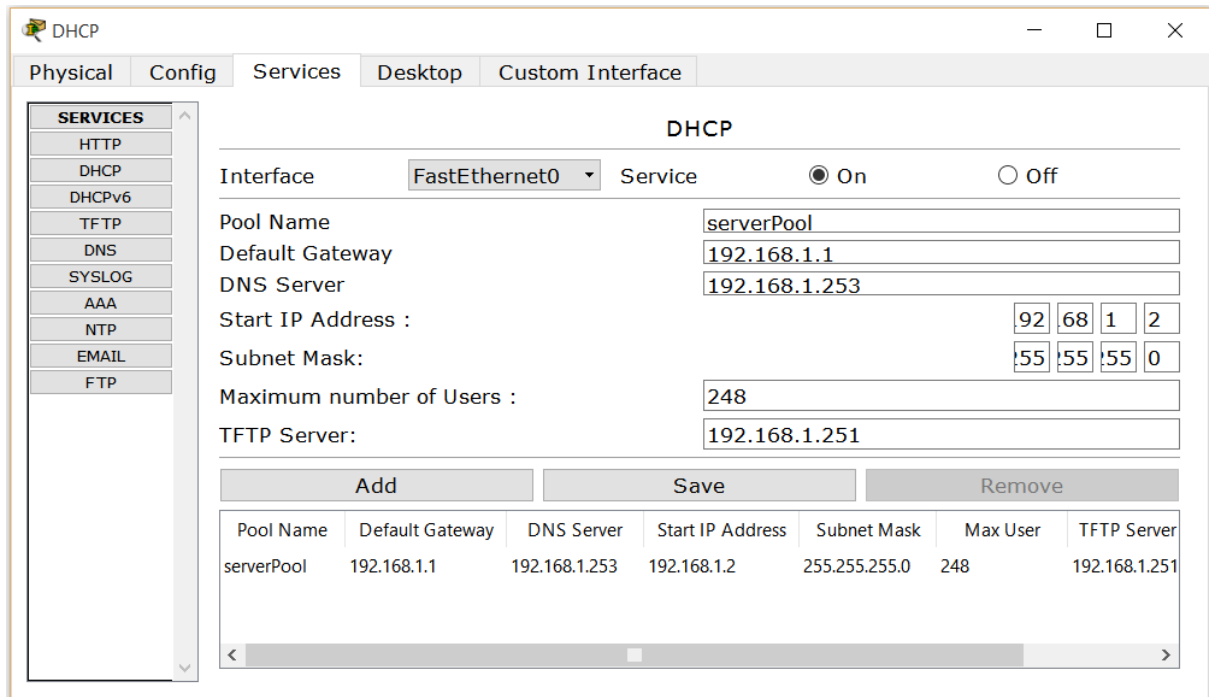 DHCP
Physical Config Services Desktop Custom Interface
SERVICES
HTTP
DHCP
DHCPv6
TFTP
DNS
SYSLOG
AAA
NTP
EMAIL
FTP
DHCP
Interface FastEthernet0 Service On Off
Pool Name serverPool
Default Gateway 192.168.1.1
DNS Server 192.168.1.253
Start IP Address : .92 .68 1 2
Subnet Mask: 255 255 255 0
Maximum number of Users : 248
TFTP Server: 192.168.1.251
Add Save Remove
Pool Name Default Gateway DNS Server Start IP Address Subnet Mask Max User TFTP Server
serverPool 192.168.1.1 192.168.1.253 192.168.1.2 255.255.255.0 248 192.168.1.251